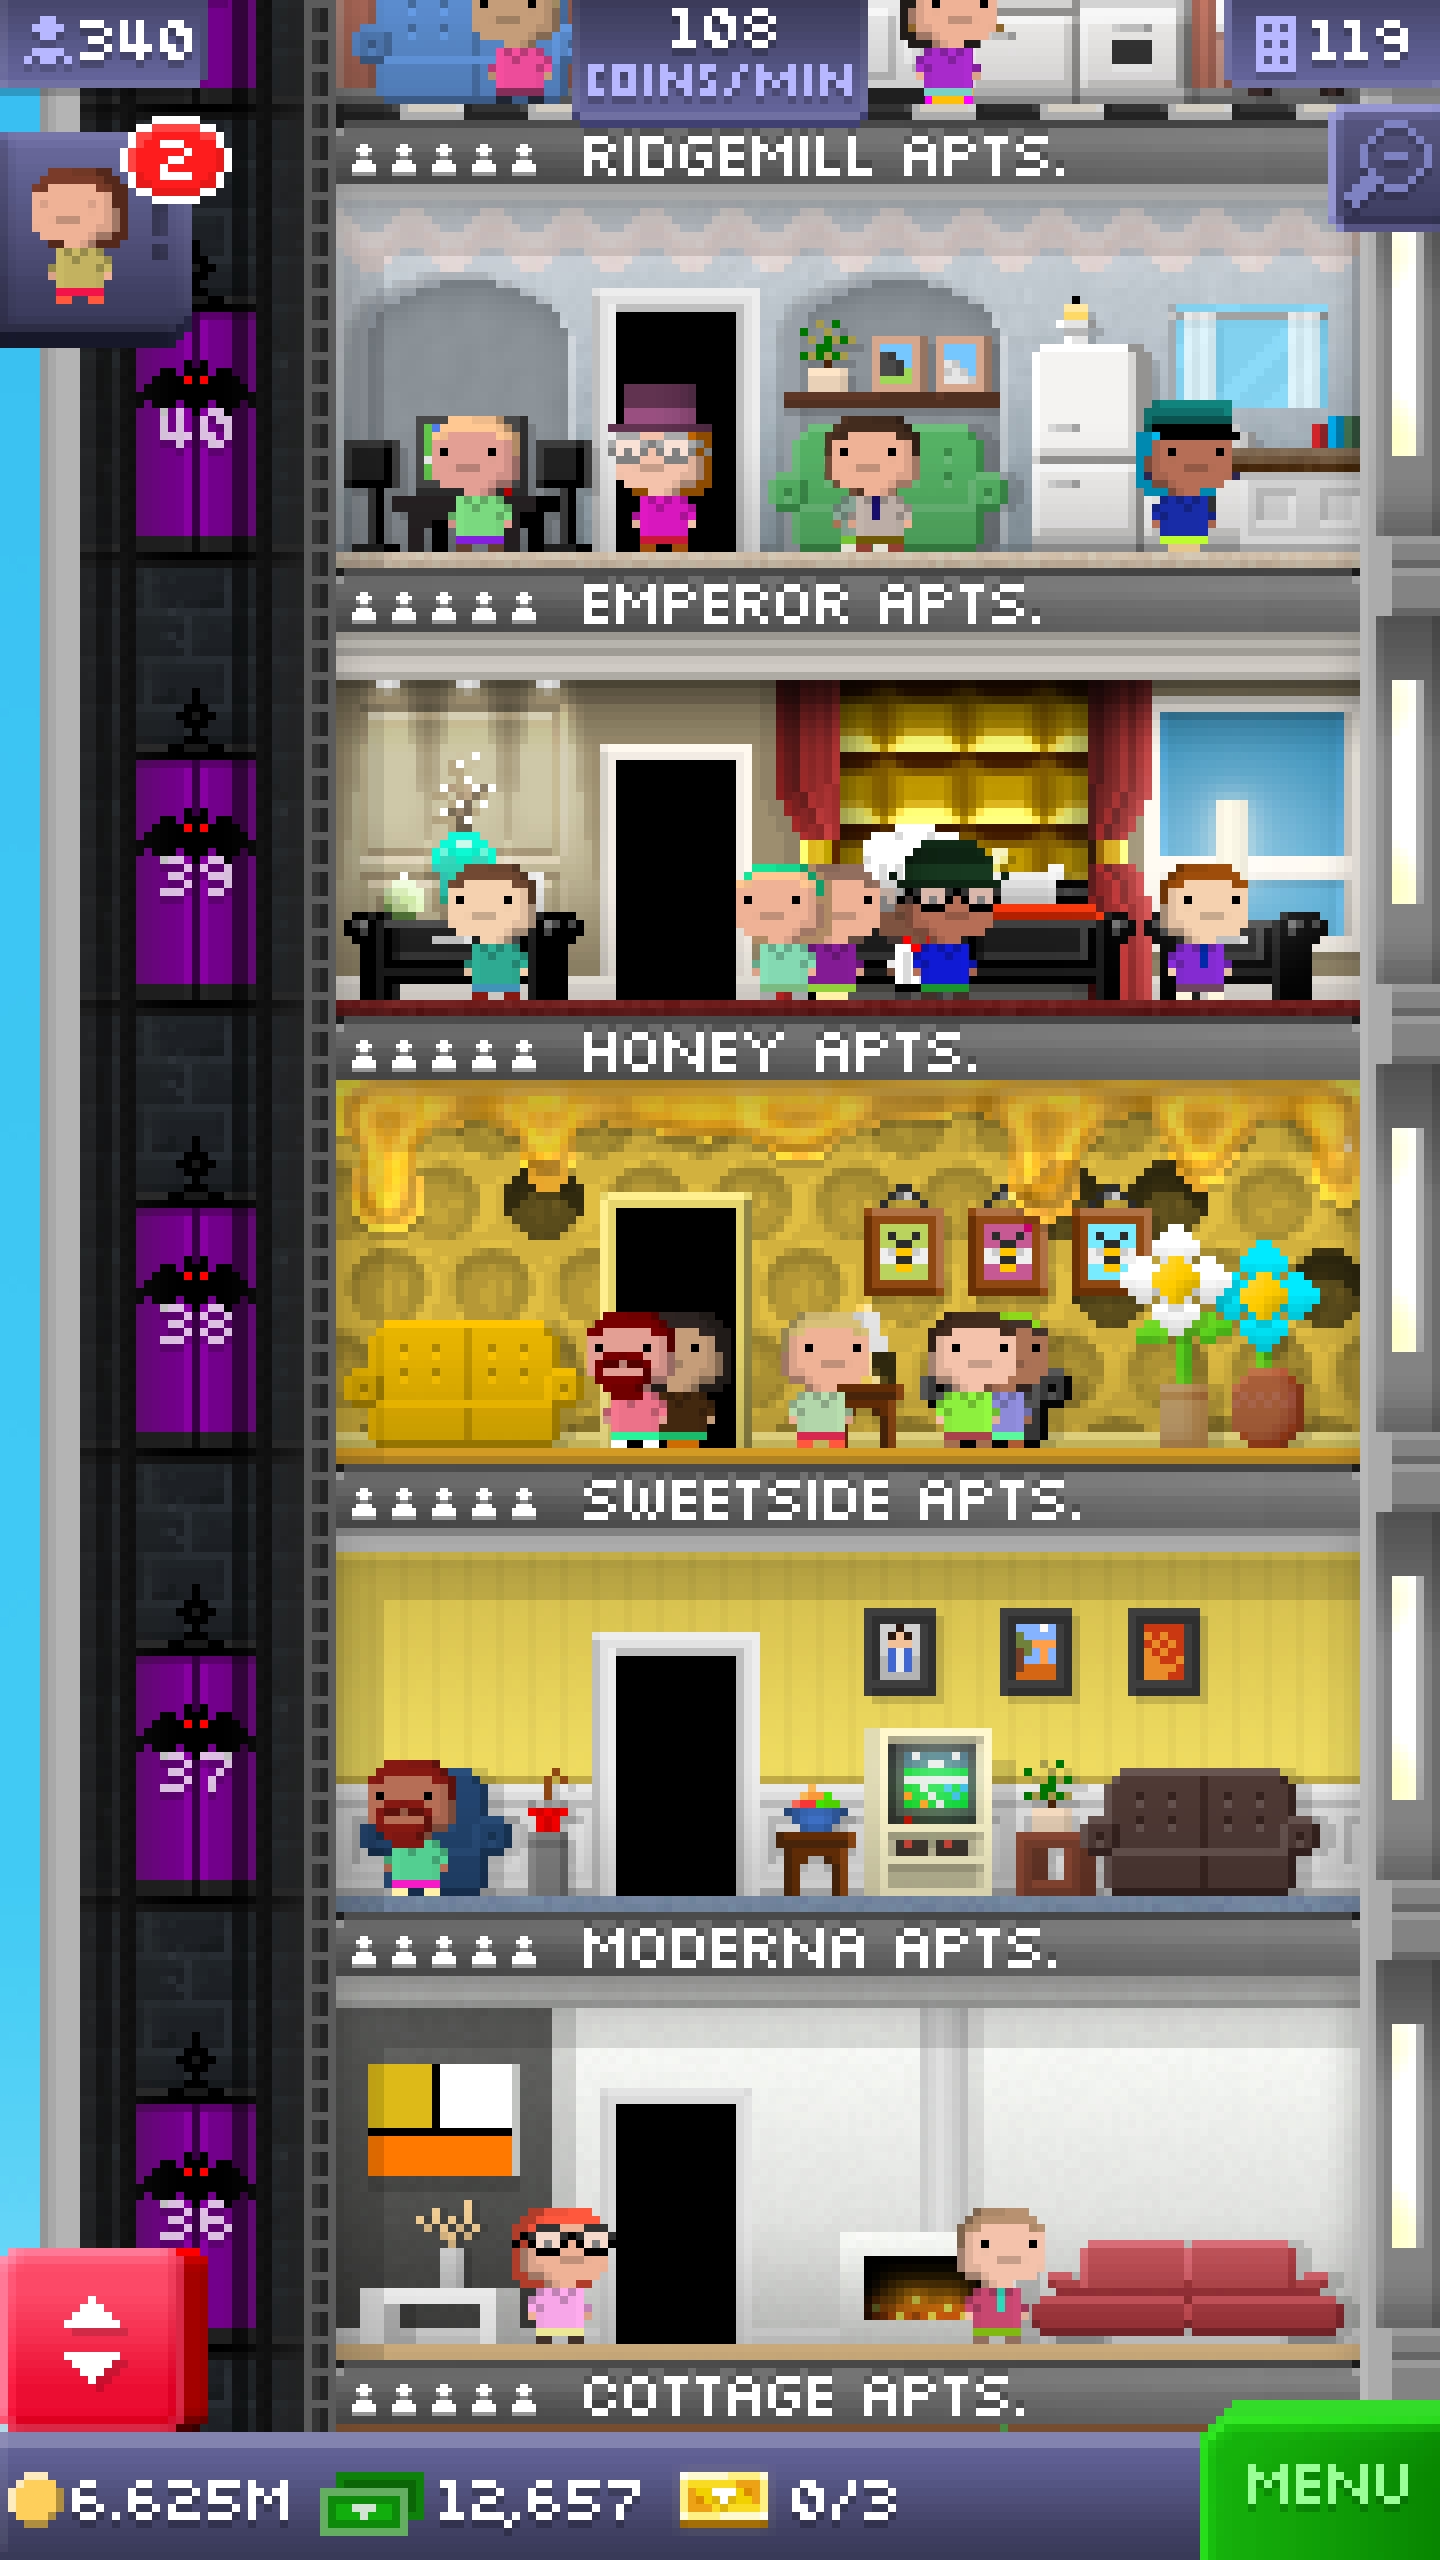 340
108
COINS/MIN
119
2
RIDGEMILL APTS.
40
EMPEROR APTS.
39
HONEY APTS.
38
SWEETSIDE APTS.
37
MODERNA APTS.
36
COTTAGE APTS.
6.625M 12,657 0/3
MENU